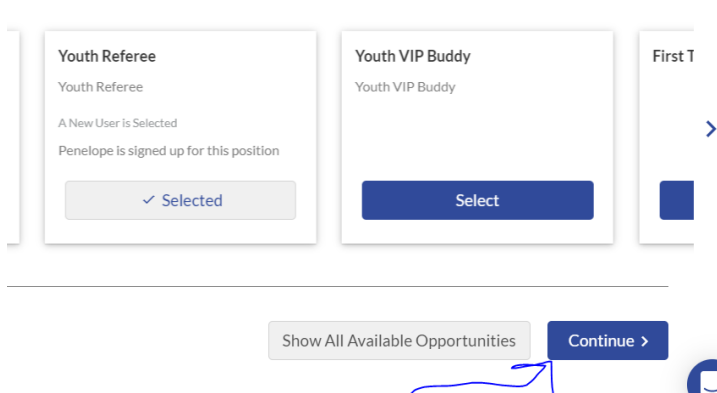 Youth Referee
Youth Referee
A New User is Selected
Penelope is signed up for this position
Selected
Youth VIP Buddy
Youth VIP Buddy
Select
First T
Show All Available Opportunities
Continue